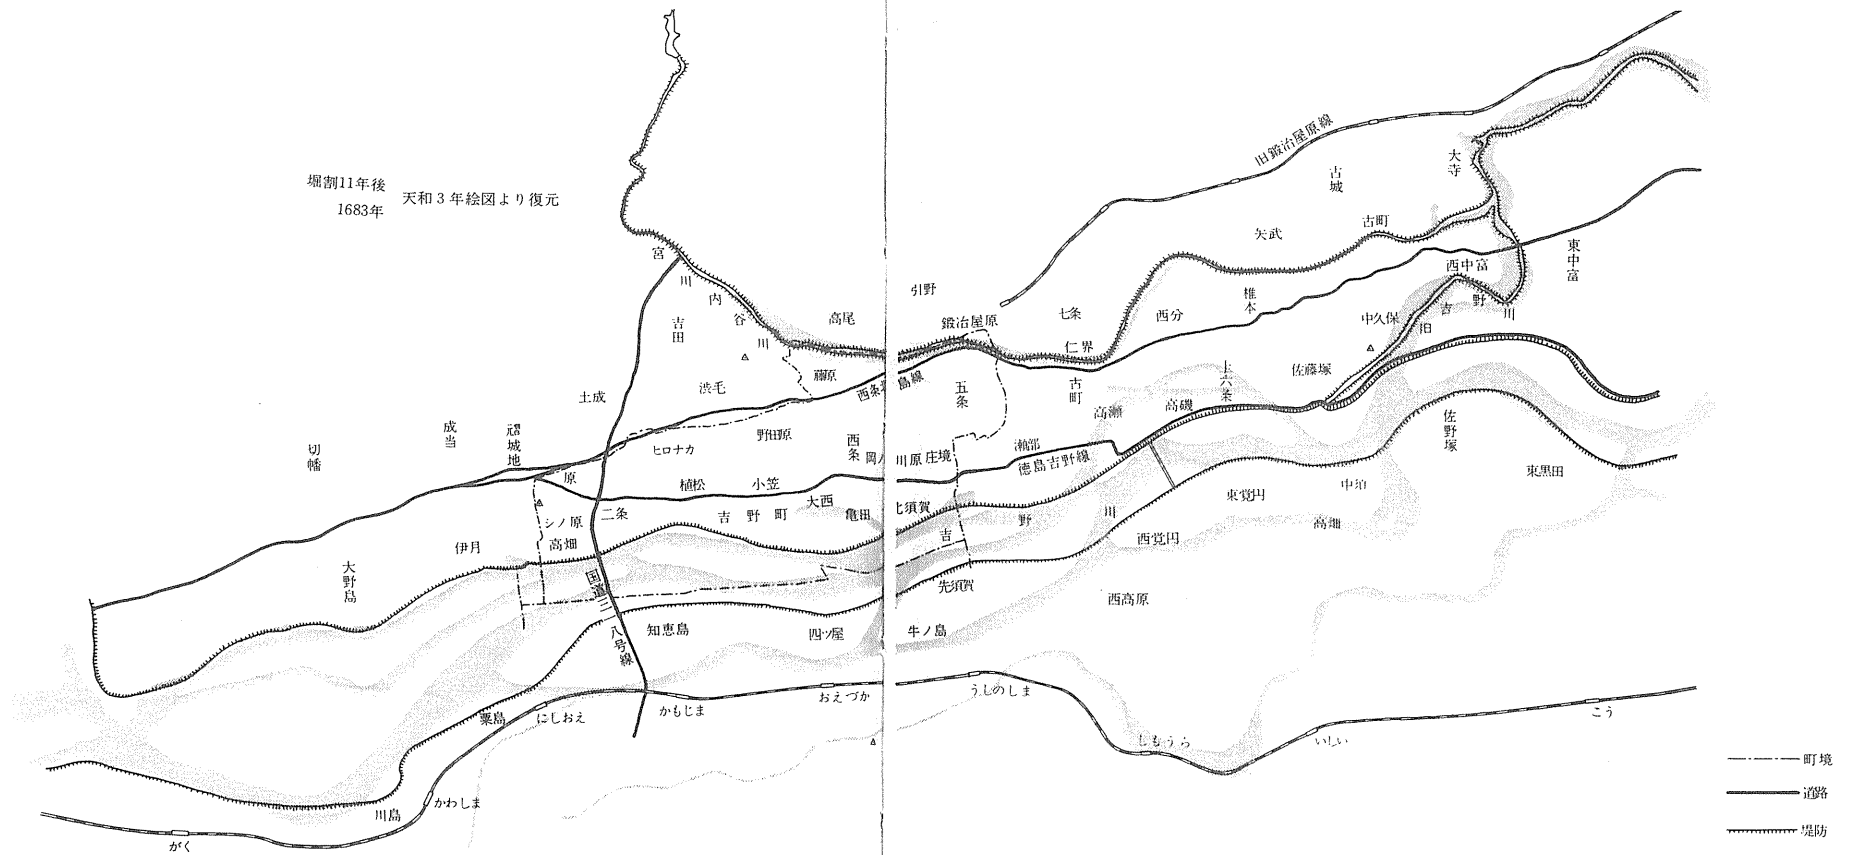 堀割11年後
1683年
天和3年絵図より復元
旧鍛治屋原線
大寺
古城
古町
矢武
東中富
西中富
宮川内谷川
吉田
高尾
引野
鍛冶屋原
七条
仁界
西分
椎本
中久保
旧吉野川
佐藤塚
上六条
高磯
高瀬
古町
五条
藤原
渋毛
土成
成当
切幡
城地
原
ヒロナカ
野田原
西条
川原
庄境
瀬部
徳島吉野線
植松
小笠
大西
亀田
北須賀
吉野川
二条
吉野町
シノ原
高畑
伊月
大野島
国道
八号線
知恵島
四ツ屋
牛ノ島
先須賀
西高原
西覚円
東覚円
中須
高畑
佐野塚
東黒田
粟島
川島
がく
かわしま
にしおえ
かもじま
おえづか
うしのしま
しもうら
いしい
こう
町境
道路
堤防